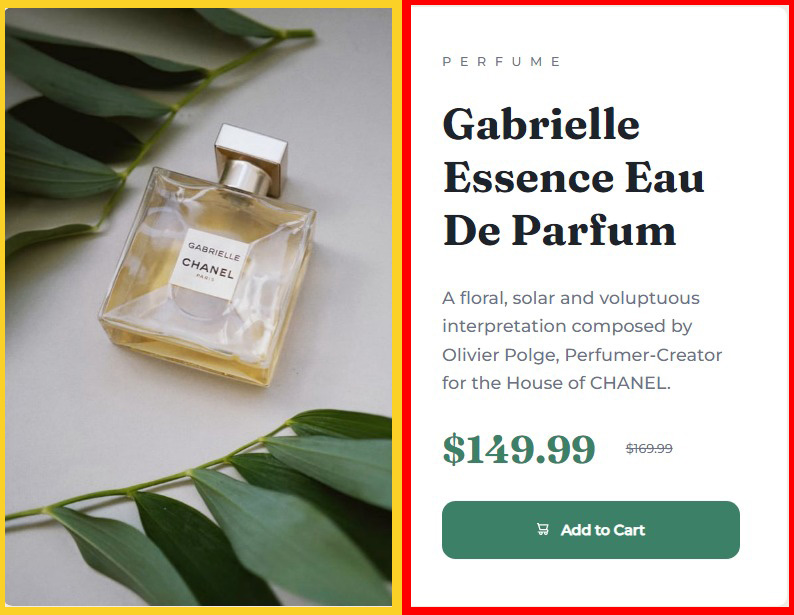 GABRIELLE
CHANEL
PARIS
PERFUME
Gabrielle
Essence Eau
De Parfum
A floral, solar and voluptuous
interpretation composed by
Olivier Polge, Perfumer-Creator
for the House of CHANEL.
$149.99 $169.99
Add to Cart